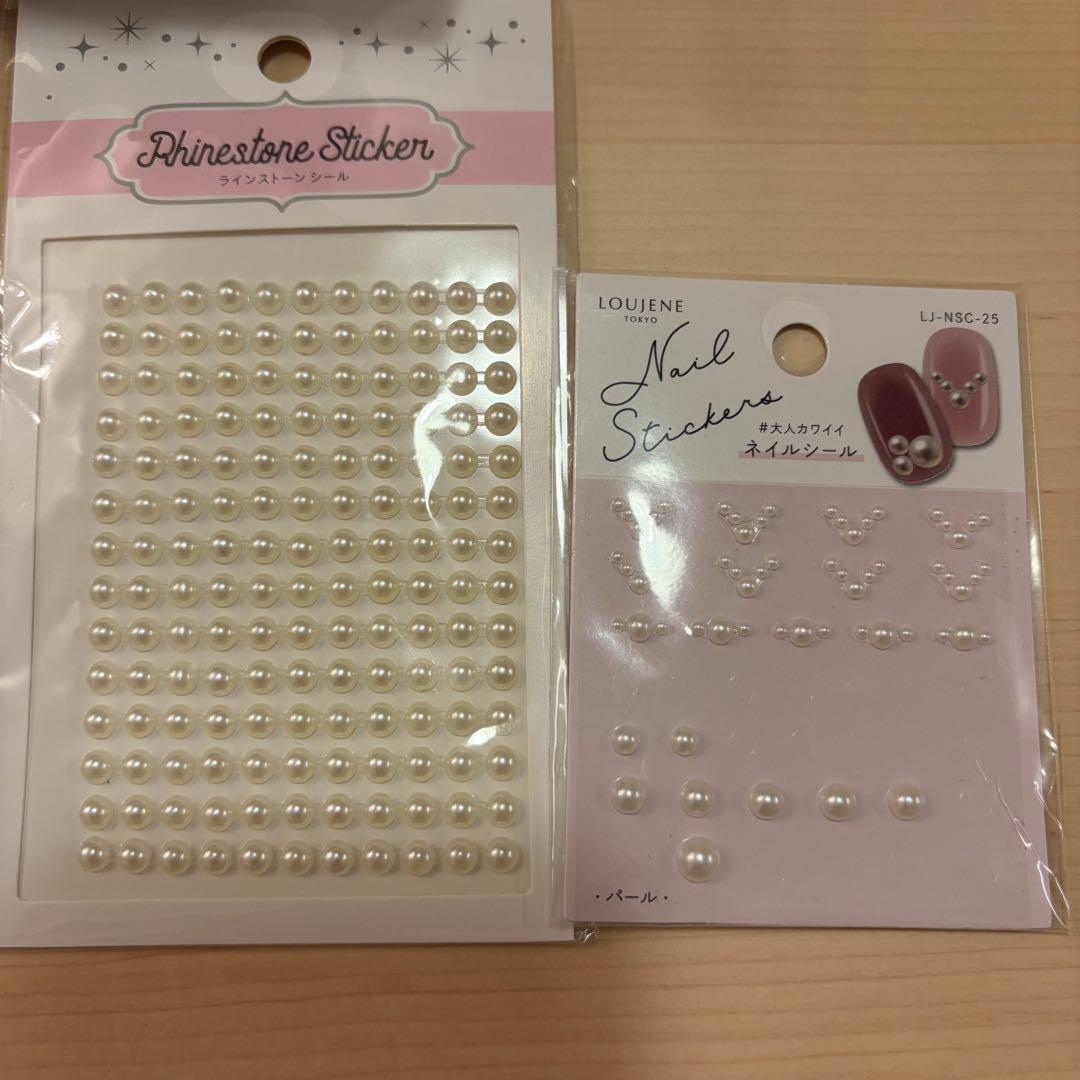 Rhinestone Sticker
ラインストーン シール
LOUJENE
TOKYO
LJ-NSC-25
Nail
Stickers
#大人カワイイ
ネイルシール
・パール・